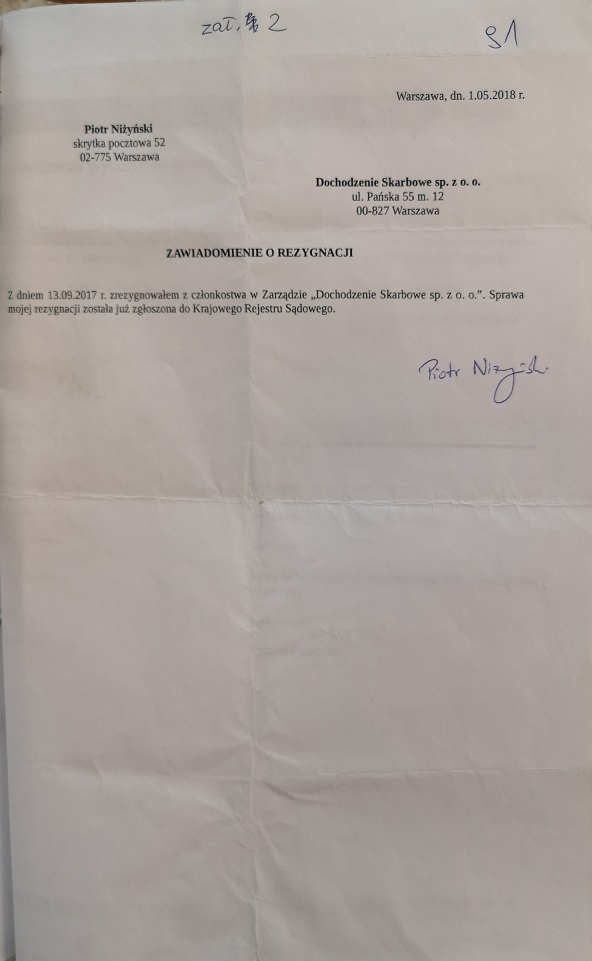 zał. 2
91
Warszawa, dn. 1.05.2018 r.
Piotr Niżyński
skrytka pocztowa 52
02-775 Warszawa
Dochodzenie Skarbowe sp. z o. o.
ul. Pańska 55 m. 12
00-827 Warszawa
ZAWIADOMIENIE O REZYGNACJI
Z dniem 13.09.2017 r. zrezygnowałem z członkostwa w Zarządzie „Dochodzenie Skarbowe sp. z o. o.”. Sprawa
mojej rezygnacji została już zgłoszona do Krajowego Rejestru Sądowego.
Piotr Niżyński